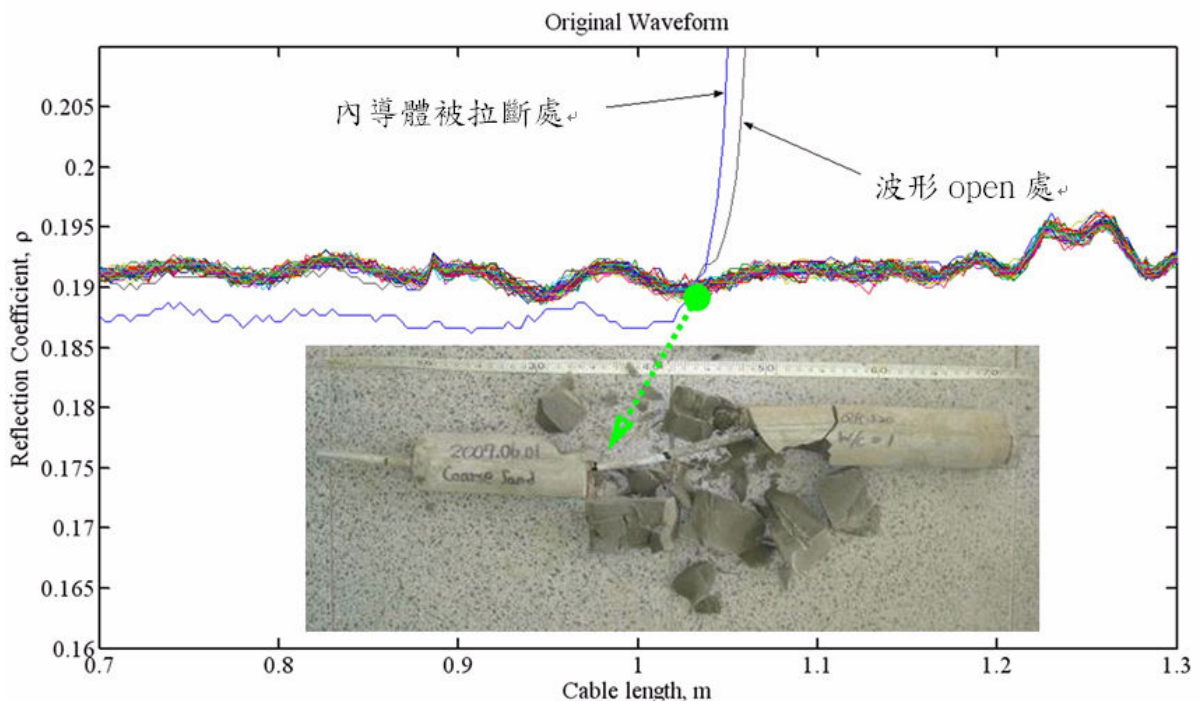 Original Waveform
0.205
內導體被拉斷處
0.2
波形 open 處
0.195
0.19
0.185
0.18
0.175
0.17
0.165
0.16
Reflection Coefficient, ρ
2009.06.01
Coarse Sand
W/C = 1
0.7
0.8
0.9
1
1.1
1.2
1.3
Cable length, m